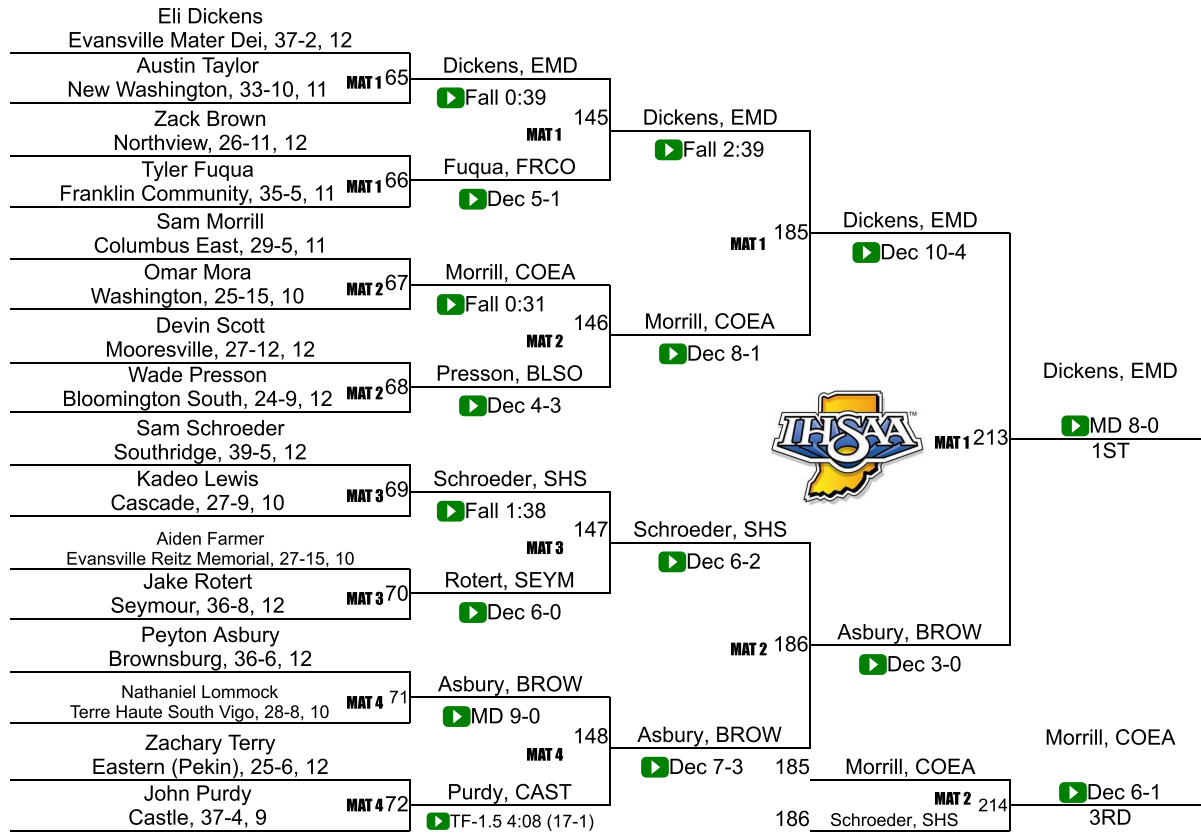 Eli Dickens
Evansville Mater Dei, 37-2, 12
Austin Taylor
New Washington, 33-10, 11
MAT 1 65
Zack Brown
Northview, 26-11, 12
Tyler Fuqua
Franklin Community, 35-5, 11
MAT 1 66
Sam Morrill
Columbus East, 29-5, 11
Omar Mora
Washington, 25-15, 10
MAT 2 67
Devin Scott
Mooresville, 27-12, 12
Wade Presson
Bloomington South, 24-9, 12
MAT 2 68
Sam Schroeder
Southridge, 39-5, 12
Kadeo Lewis
Cascade, 27-9, 10
MAT 3 69
Aiden Farmer
Evansville Reitz Memorial, 27-15, 10
Jake Rotert
Seymour, 36-8, 12
MAT 3 70
Peyton Asbury
Brownsburg, 36-6, 12
Nathaniel Lommock
Terre Haute South Vigo, 28-8, 10
MAT 4 71
Zachary Terry
Eastern (Pekin), 25-6, 12
John Purdy
Castle, 37-4, 9
MAT 4 72
Dickens, EMD
Fall 0:39
MAT 1 145
Fuqua, FRCO
Dec 5-1
Morrill, COEA
Fall 0:31
MAT 2 146
Presson, BLSO
Dec 4-3
Schroeder, SHS
Fall 1:38
MAT 3 147
Rotert, SEYM
Dec 6-0
Asbury, BROW
MD 9-0
MAT 4 148
Purdy, CAST
TF-1.5 4:08 (17-1)
Dickens, EMD
Fall 2:39
MAT 1 185
Morrill, COEA
Dec 8-1
Schroeder, SHS
Dec 6-2
MAT 2 186
Asbury, BROW
Dec 7-3
Dickens, EMD
Dec 10-4
IHSAA™
MAT 1 213
Asbury, BROW
Dec 3-0
Dickens, EMD
MD 8-0
1ST
185 Morrill, COEA
MAT 2 214
186 Schroeder, SHS
Morrill, COEA
Dec 6-1
3RD